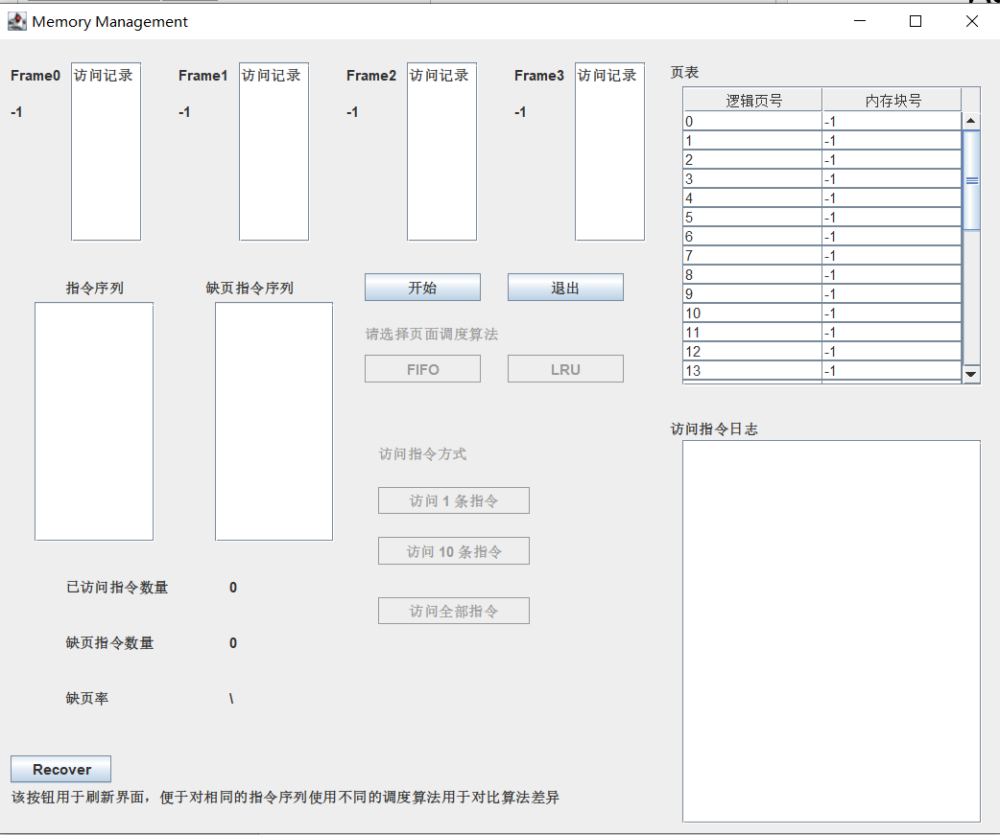 Memory Management
Frame0 访问记录 Frame1 访问记录 Frame2 访问记录 Frame3 访问记录
-1 -1 -1 -1
页表
逻辑页号 内存块号
0 -1
1 -1
2 -1
3 -1
4 -1
5 -1
6 -1
7 -1
8 -1
9 -1
10 -1
11 -1
12 -1
13 -1
指令序列 缺页指令序列
开始 退出
请选择页面调度算法
FIFO LRU
访问指令方式
访问 1 条指令
访问 10 条指令
访问全部指令
访问指令日志
已访问指令数量 0
缺页指令数量 0
缺页率 \
Recover
该按钮用于刷新界面，便于对相同的指令序列使用不同的调度算法用于对比算法差异